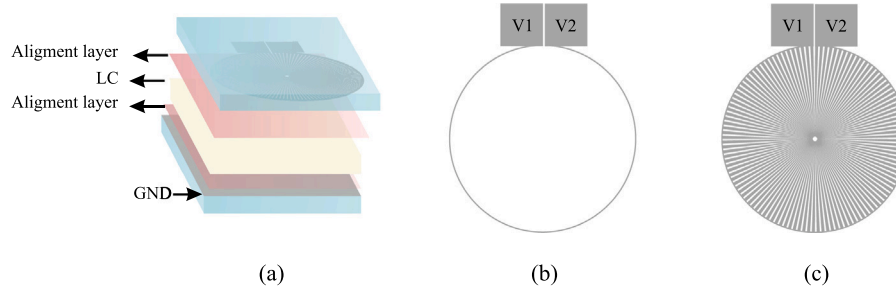 Aligment layer
LC
Aligment layer
GND
V1 V2
V1 V2
(a)
(b)
(c)